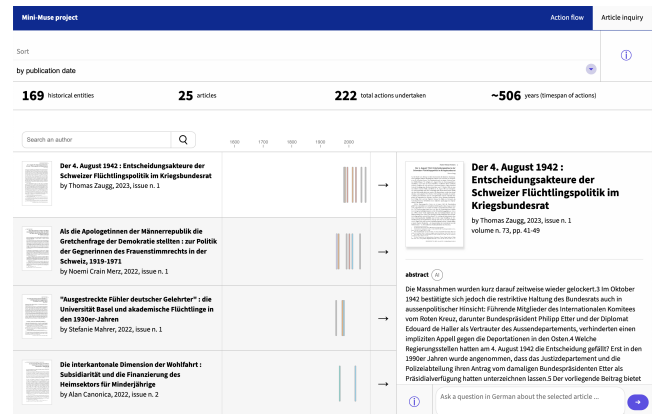 Mini-Muse project
Action flow
Article inquiry
Sort
by publication date
169 historical entities
25 articles
222 total actions undertaken
~506 years (timespan of actions)
Search an author
1600 1700 1800 1900 2000
Der 4. August 1942 : Entscheidungsakteure der
Schweizer Flüchtlingspolitik im Kriegsbundesrat
by Thomas Zaugg, 2023, issue n. 1
Als die Apologetinnen der Männerrepublik die
Gretchenfrage der Demokratie stellten : zur Politik
der Gegnerinnen des Frauenstimmrechts in der
Schweiz, 1919-1971
by Noemi Crain Merz, 2022, issue n. 1
"Ausgestreckte Fühler deutscher Gelehrter" : die
Universität Basel und akademische Flüchtlinge in
den 1930er-Jahren
by Stefanie Mahrer, 2022, issue n. 1
Die interkantonale Dimension der Wohlfahrt :
Subsidiarität und die Finanzierung des
Heimsektors für Minderjährige
by Alan Canonica, 2022, issue n. 2
Der 4. August 1942 :
Entscheidungsakteure der
Schweizer Flüchtlingspolitik im
Kriegsbundesrat
by Thomas Zaugg, 2023, issue n. 1
volume n. 73, pp. 41-49
abstract AI
Die Massnahmen wurden kurz darauf zeitweise wieder gelockert.3 Im Oktober
1942 bestätigte sich jedoch die restriktive Haltung des Bundesrats auch in
aussenpolitischer Hinsicht: Führende Mitglieder des Internationalen Komitees
vom Roten Kreuz, darunter Bundespräsident Philipp Etter und der Diplomat
Edouard de Haller als Vertrauter des Aussendepartements, verhinderten einen
impliziten Appell gegen die Deportationen in den Osten.4 Welche
Regierungsstellen hatten am 4. August 1942 die Entscheidung gefällt? Erst in den
1990er Jahren wurde angenommen, dass das Justizdepartement und die
Polizeiabteilung ihren Antrag vom damaligen Bundespräsidenten Etter als
Präsidialverfügung hatten unterzeichnen lassen.5 Der vorliegende Beitrag bietet
Ask a question in German about the selected article ...